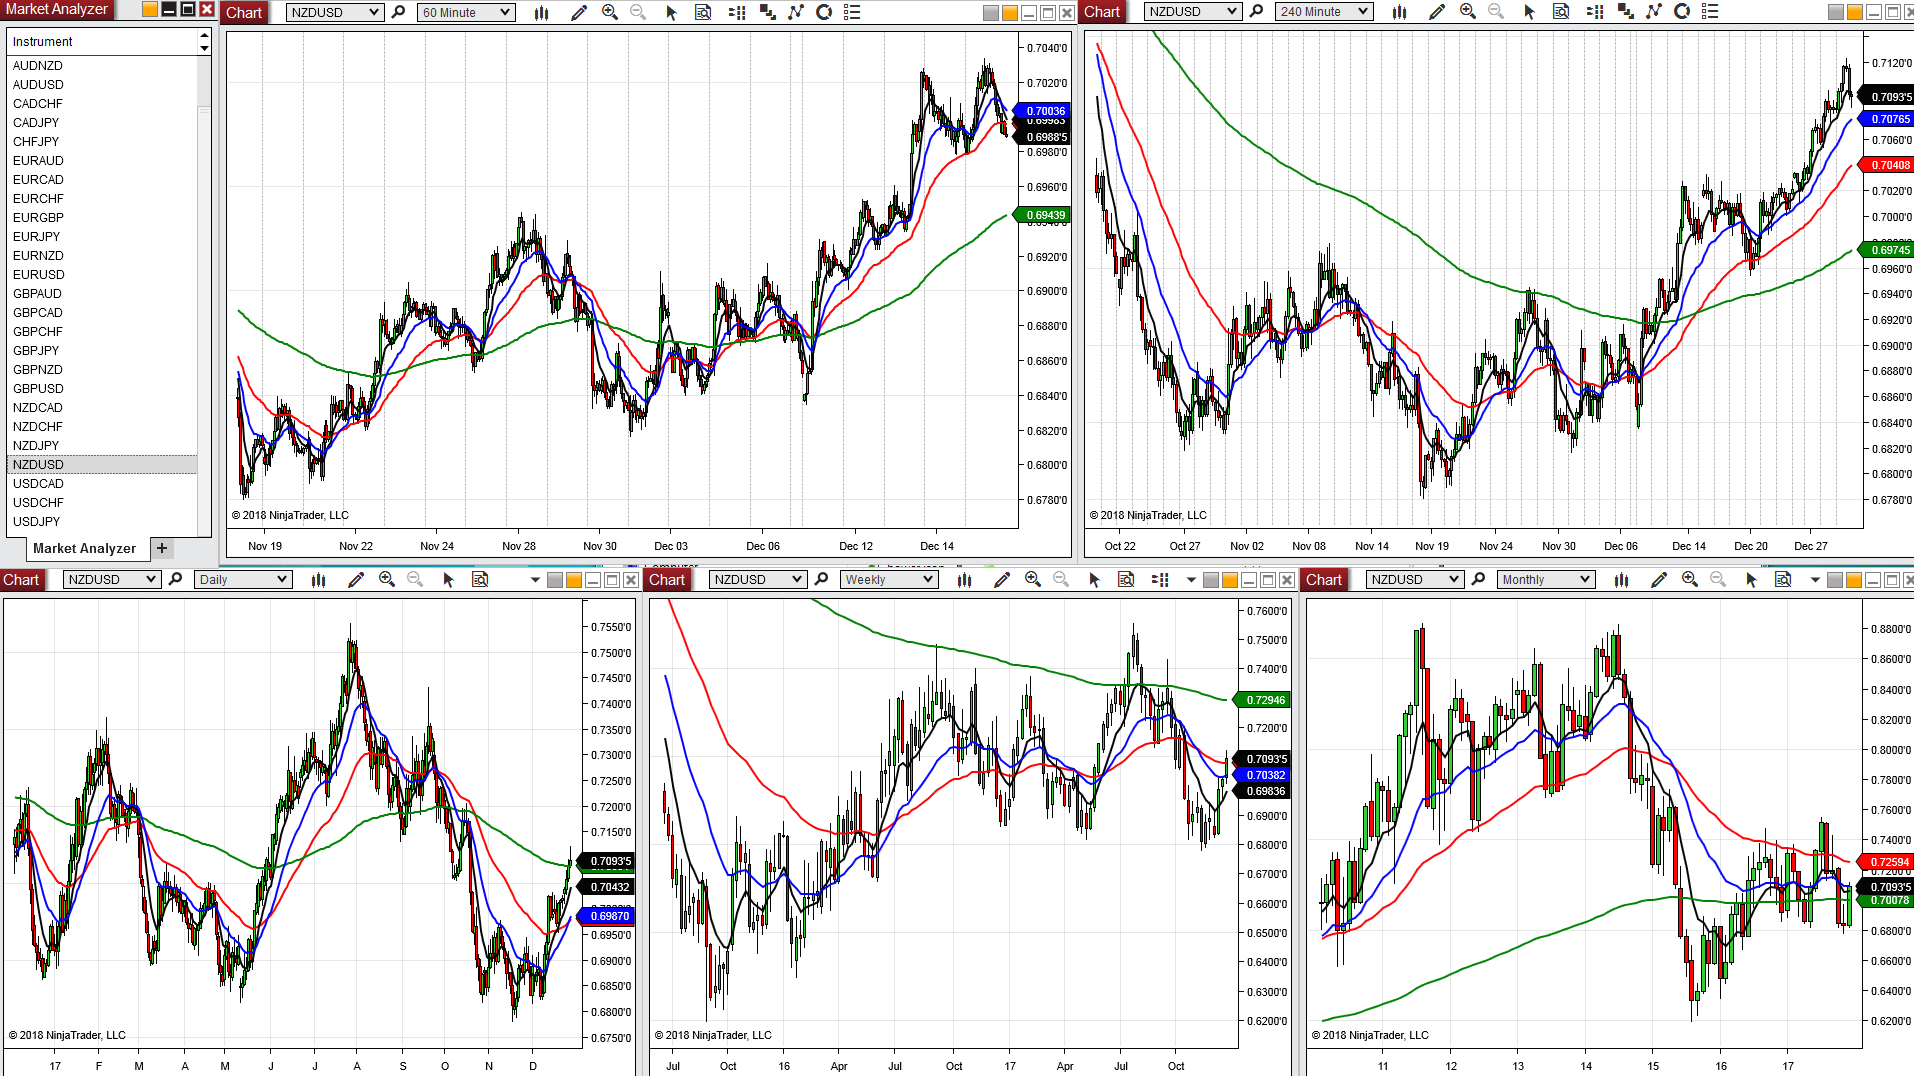 Market Analyzer
Instrument
AUDNZD
AUDUSD
CADCHF
CADJPY
CHFJPY
EURAUD
EURCAD
EURCHF
EURGBP
EURJPY
EURNZD
EURUSD
GBPAUD
GBPCAD
GBPCHF
GBPJPY
GBPNZD
GBPUSD
NZDCAD
NZDCHF
NZDJPY
NZDUSD
USDCAD
USDCHF
USDJPY
Market Analyzer +
Chart NZDUSD 60 Minute
0.7040'0
0.7020'0
0.70036
0.69983
0.6988'5
0.6980'0
0.6960'0
0.69439
0.6920'0
0.6900'0
0.6880'0
0.6860'0
0.6840'0
0.6820'0
0.6800'0
0.6780'0
© 2018 NinjaTrader, LLC
Nov 19 Nov 22 Nov 24 Nov 28 Nov 30 Dec 03 Dec 06 Dec 12 Dec 14
Chart NZDUSD 240 Minute
0.7120'0
0.7093'5
0.70765
0.7060'0
0.70408
0.7020'0
0.7000'0
0.69745
0.6960'0
0.6940'0
0.6920'0
0.6900'0
0.6880'0
0.6860'0
0.6840'0
0.6820'0
0.6800'0
0.6780'0
© 2018 NinjaTrader, LLC
Oct 22 Oct 27 Nov 02 Nov 08 Nov 14 Nov 19 Nov 24 Nov 30 Dec 06 Dec 14 Dec 20 Dec 27
Chart NZDUSD Daily
0.7550'0
0.7500'0
0.7450'0
0.7400'0
0.7350'0
0.7300'0
0.7250'0
0.7200'0
0.7150'0
0.7093'5
0.70432
0.69870
0.6950'0
0.6900'0
0.6850'0
0.6800'0
0.6750'0
© 2018 NinjaTrader, LLC
17 F M A M J J A S O N D
Chart NZDUSD Weekly
0.7600'0
0.7500'0
0.7400'0
0.72946
0.7200'0
0.7093'5
0.70382
0.69836
0.6900'0
0.6800'0
0.6700'0
0.6600'0
0.6500'0
0.6400'0
0.6300'0
0.6200'0
© 2018 NinjaTrader, LLC
Jul Oct 16 Apr Jul Oct 17 Apr Jul Oct
Chart NZDUSD Monthly
0.8800'0
0.8600'0
0.8400'0
0.8200'0
0.8000'0
0.7800'0
0.7600'0
0.7400'0
0.72594
0.7200'0
0.7093'5
0.70078
0.6800'0
0.6600'0
0.6400'0
0.6200'0
© 2018 NinjaTrader, LLC
11 12 13 14 15 16 17